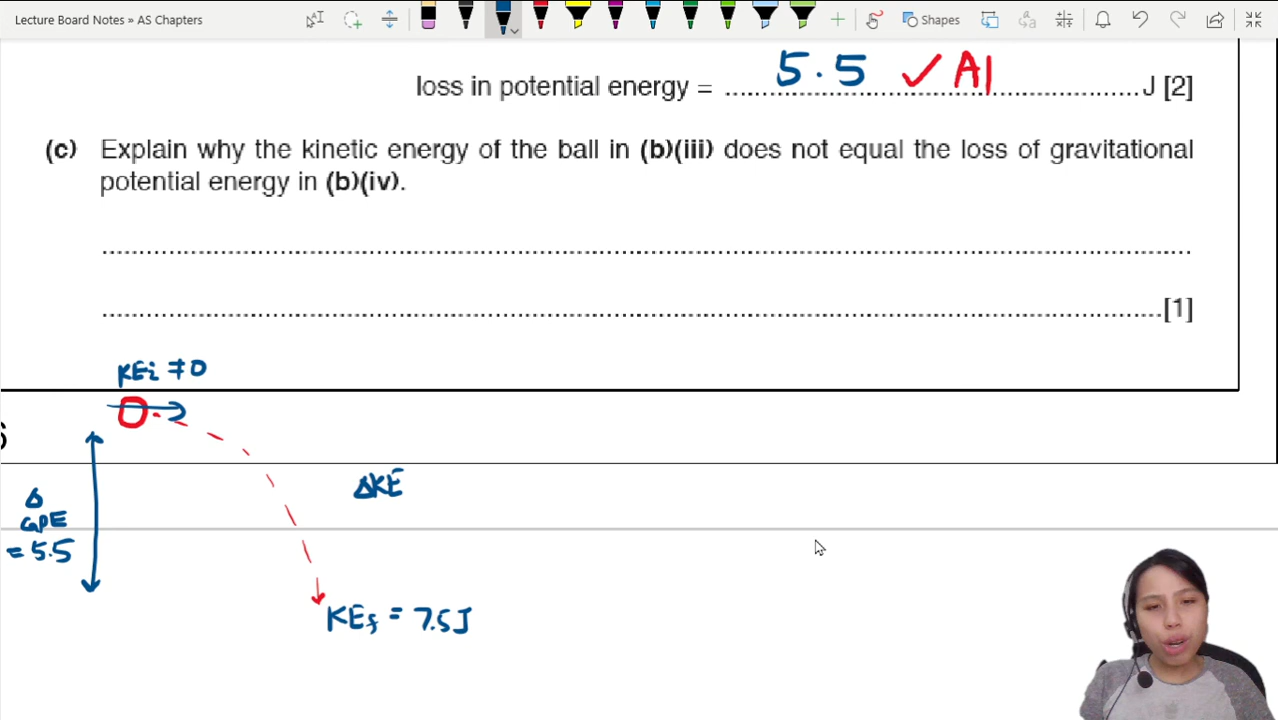 Lecture Board Notes » AS Chapters
Shapes
loss in potential energy = 5.5 ✓ A1 J [2]
(c) Explain why the kinetic energy of the ball in (b)(iii) does not equal the loss of gravitational
potential energy in (b)(iv).
[1]
KEi ≠ 0
6
ΔKE
Δ
GPE
= 5.5
KEf = 7.5J